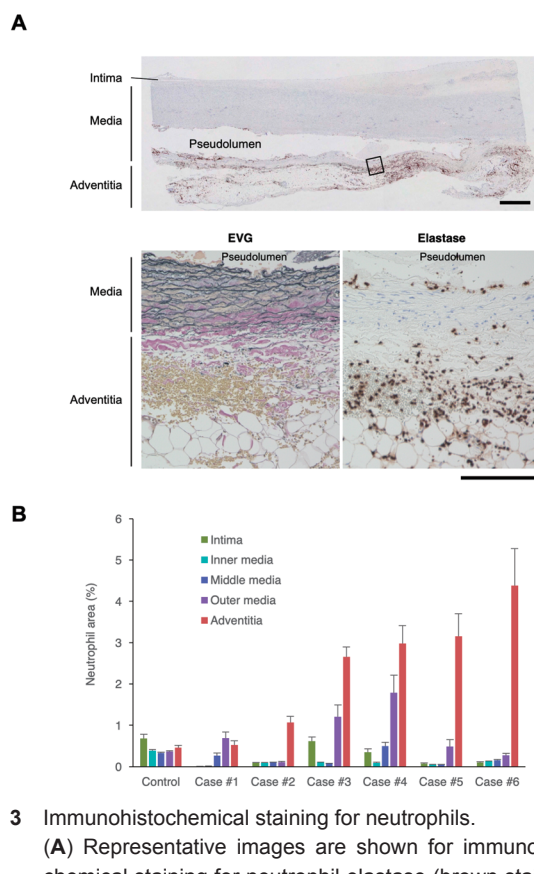 A
Intima
Media
Pseudolumen
Adventitia
EVG Elastase
Pseudolumen Pseudolumen
Media
Adventitia
B
6
5
4
3
2
1
0
Neutrophil area (%)
Intima
Inner media
Middle media
Outer media
Adventitia
Control Case #1 Case #2 Case #3 Case #4 Case #5 Case #6
3 Immunohistochemical staining for neutrophils.
(A) Representative images are shown for immuno